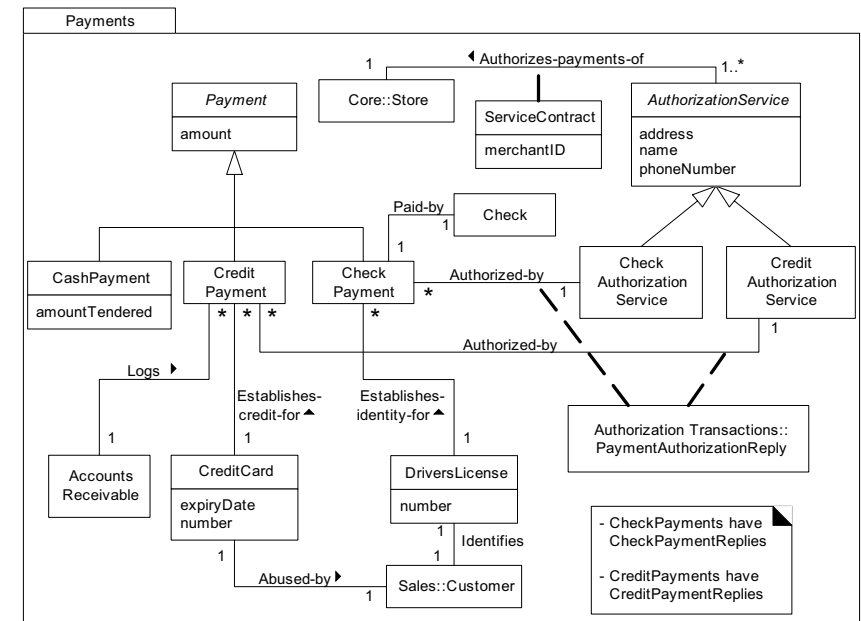 Payments
1
Authorizes-payments-of
1..*
Payment
amount
Core::Store
ServiceContract
merchantID
AuthorizationService
address
name
phoneNumber
Paid-by
1
Check
1
CashPayment
amountTendered
Credit
Payment
Check
Payment
Authorized-by
*
1
Check
Authorization
Service
Credit
Authorization
Service
*
*
*
*
1
Authorized-by
Logs
Establishes-
credit-for
Establishes-
identity-for
1
1
1
Authorization Transactions::
PaymentAuthorizationReply
Accounts
Receivable
CreditCard
expiryDate
number
DriversLicense
number
1
Identifies
1
1
Abused-by
1
Sales::Customer
- CheckPayments have
CheckPaymentReplies
- CreditPayments have
CreditPaymentReplies